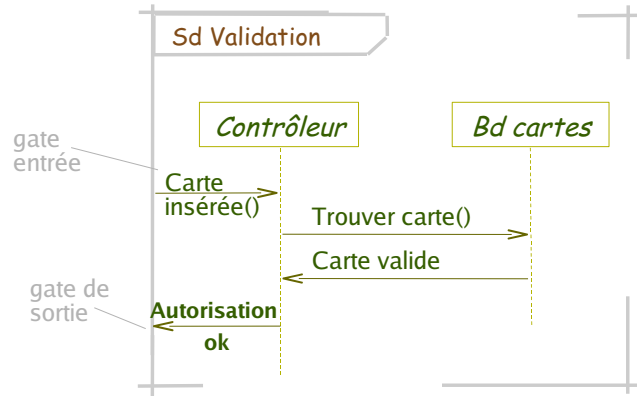 Sd Validation
Contrôleur
Bd cartes
gate
entrée
Carte
insérée()
Trouver carte()
Carte valide
gate de
sortie
Autorisation
ok